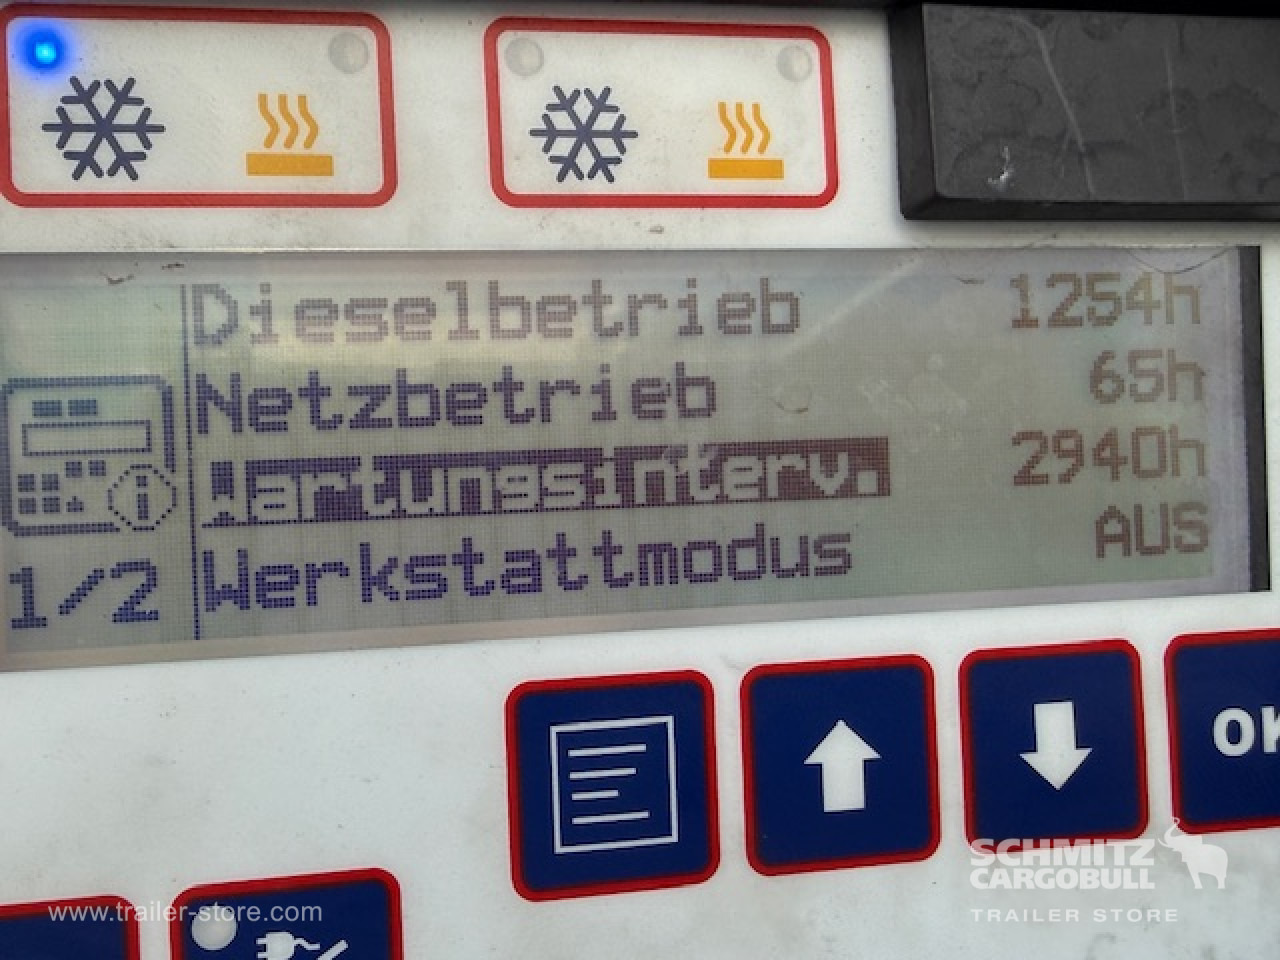 Dieselbetrieb 1254h
Netzbetrieb 65h
Wartungsinterv. 2940h
Werkstattmodus AUS
1/2
OK
SCHMITZ
CARGOBULL
TRAILER STORE
www.trailer-store.com